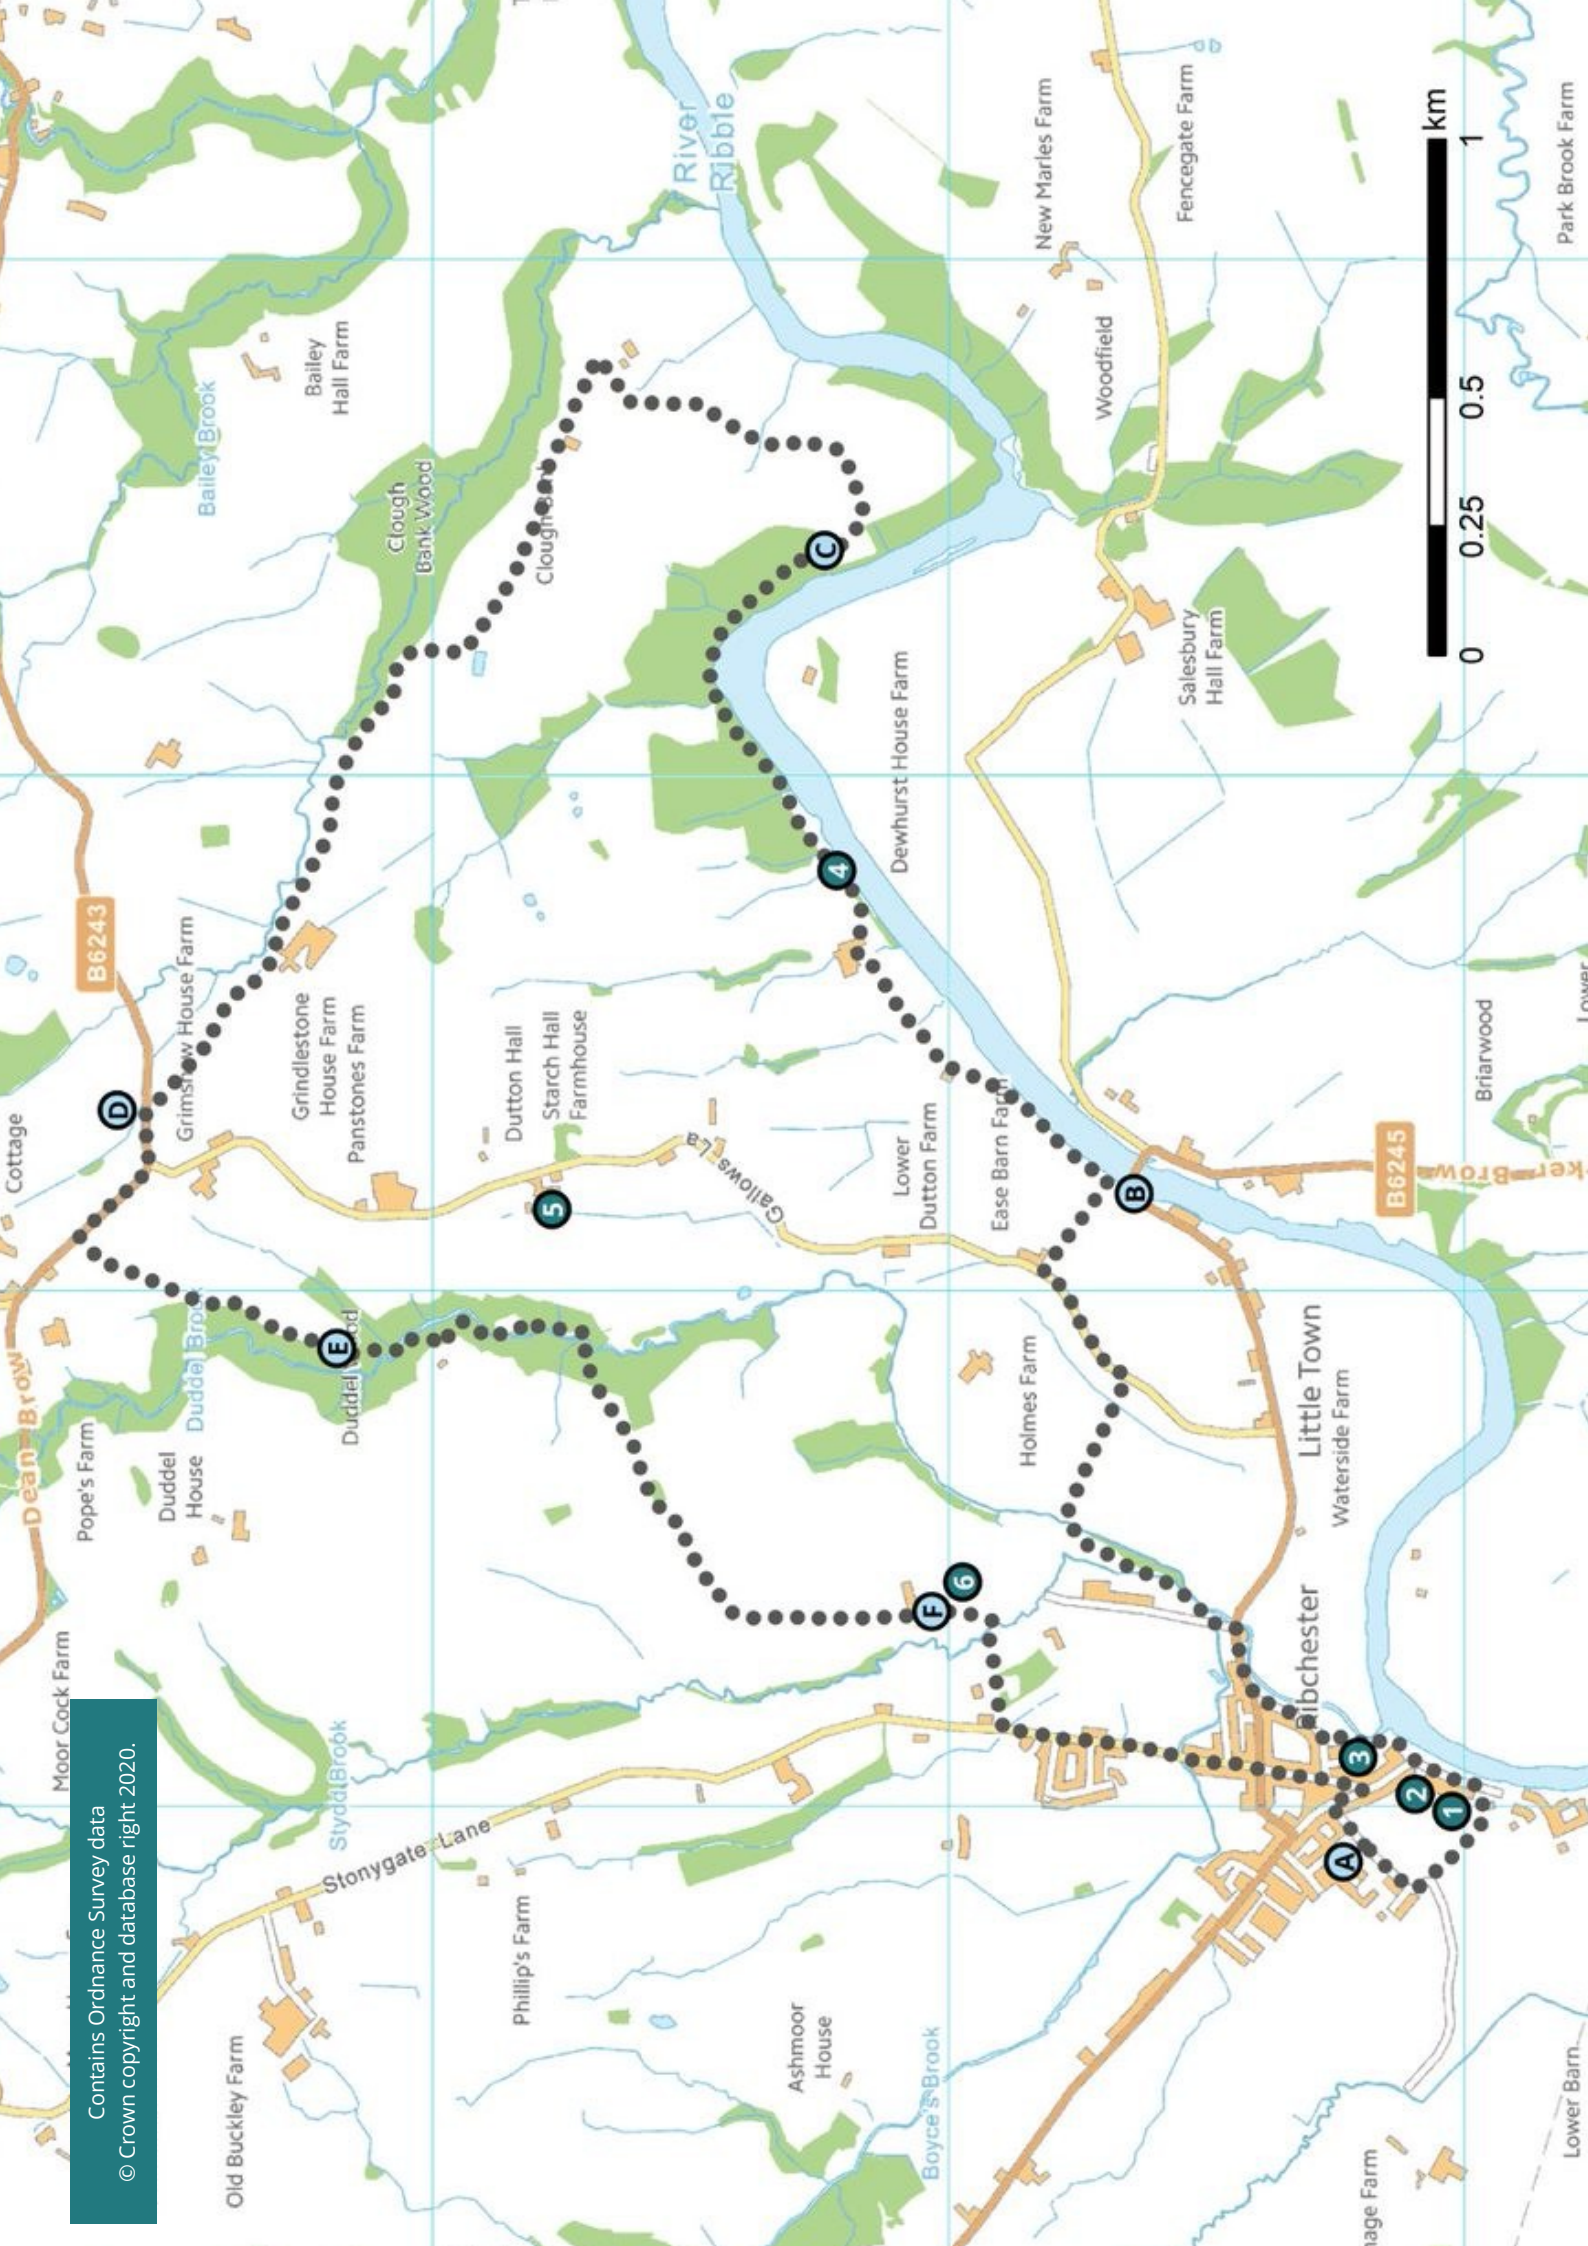 Contains Ordnance Survey data
© Crown copyright and database right 2020.
Moor Cock Farm
Dean Brow
Cottage
B6243
Pope's Farm
Duddel
House
Duddel Brook
D
Grimshaw House Farm
Bailey Brook
Bailey
Hall Farm
Old Buckley Farm
Styddl Brook
Stonygate Lane
E
Grindlestone
House Farm
Panstones Farm
Clough
Bank Wood
Phillip's Farm
5
Dutton Hall
Starch Hall
Farmhouse
Clough Bank
River
Ribble
Gallows La
Ashmoor
House
4
C
Boyce's Brook
F
6
Lower
Dutton Farm
Dewhurst House Farm
Holmes Farm
Ease Barn Farm
New Marles Farm
Woodfield
B
Fencegate Farm
Salesbury
Hall Farm
Ribchester
Little Town
Waterside Farm
A
3
2
1
B6245
Briarwood
km
0
0.25
0.5
1
Lower Barn
Lower
Park Brook Farm